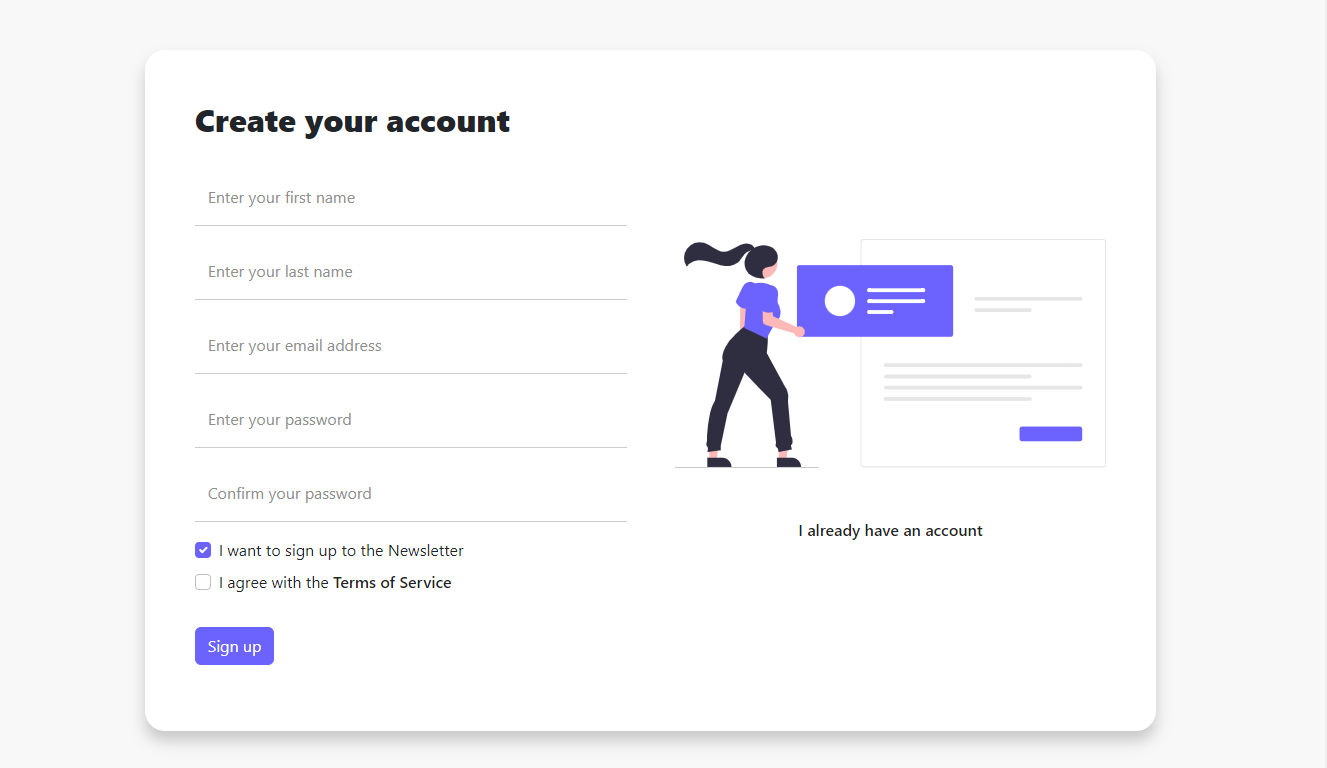 Create your account
Enter your first name
Enter your last name
Enter your email address
Enter your password
Confirm your password
I want to sign up to the Newsletter
I agree with the Terms of Service
Sign up
I already have an account